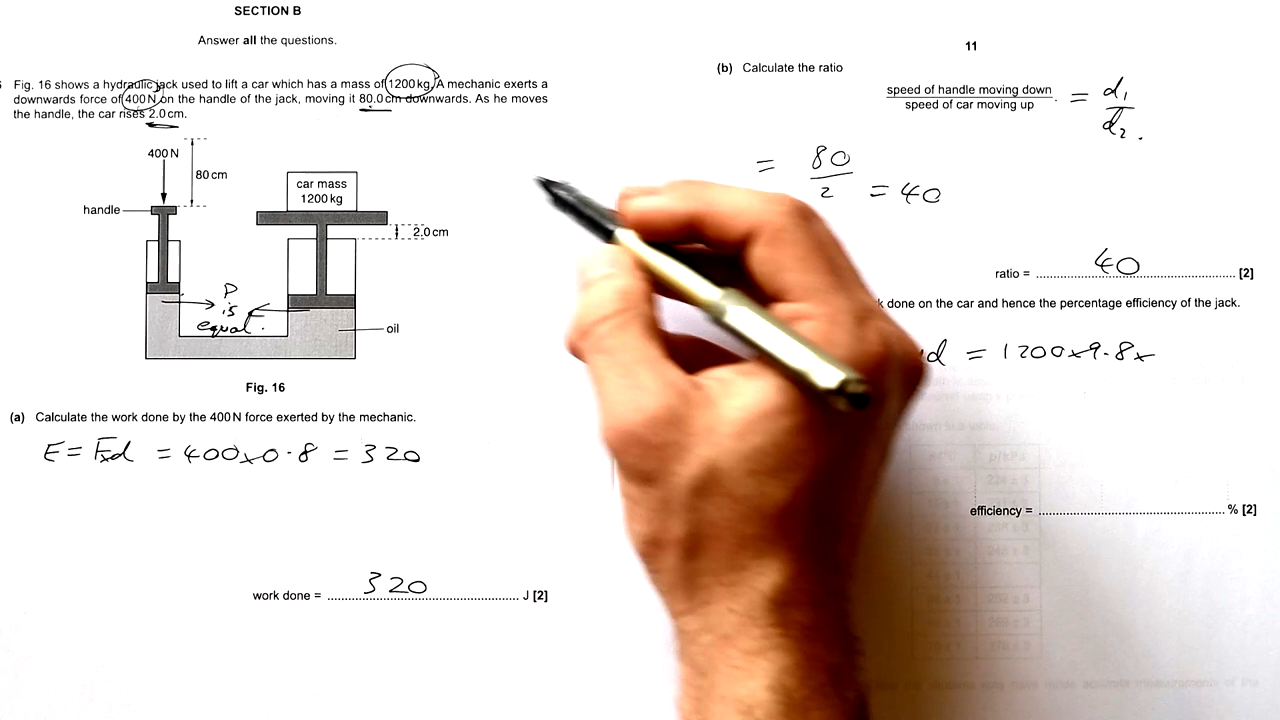 SECTION B
Answer all the questions.
Fig. 16 shows a hydraulic jack used to lift a car which has a mass of 1200 kg. A mechanic exerts a
downwards force of 400 N on the handle of the jack, moving it 80.0 cm downwards. As he moves
the handle, the car rises 2.0 cm.
400 N
80 cm
car mass
1200 kg
handle
2.0 cm
P
is
equal.
oil
Fig. 16
(a) Calculate the work done by the 400 N force exerted by the mechanic.
E = Fxd = 400x0.8 = 320
work done = 320 J [2]
11
(b) Calculate the ratio
speed of handle moving down
speed of car moving up
= d1
d2.
= 80
2 = 40
ratio = 40 [2]
done on the car and hence the percentage efficiency of the jack.
d = 1200x9.8x
efficiency = % [2]